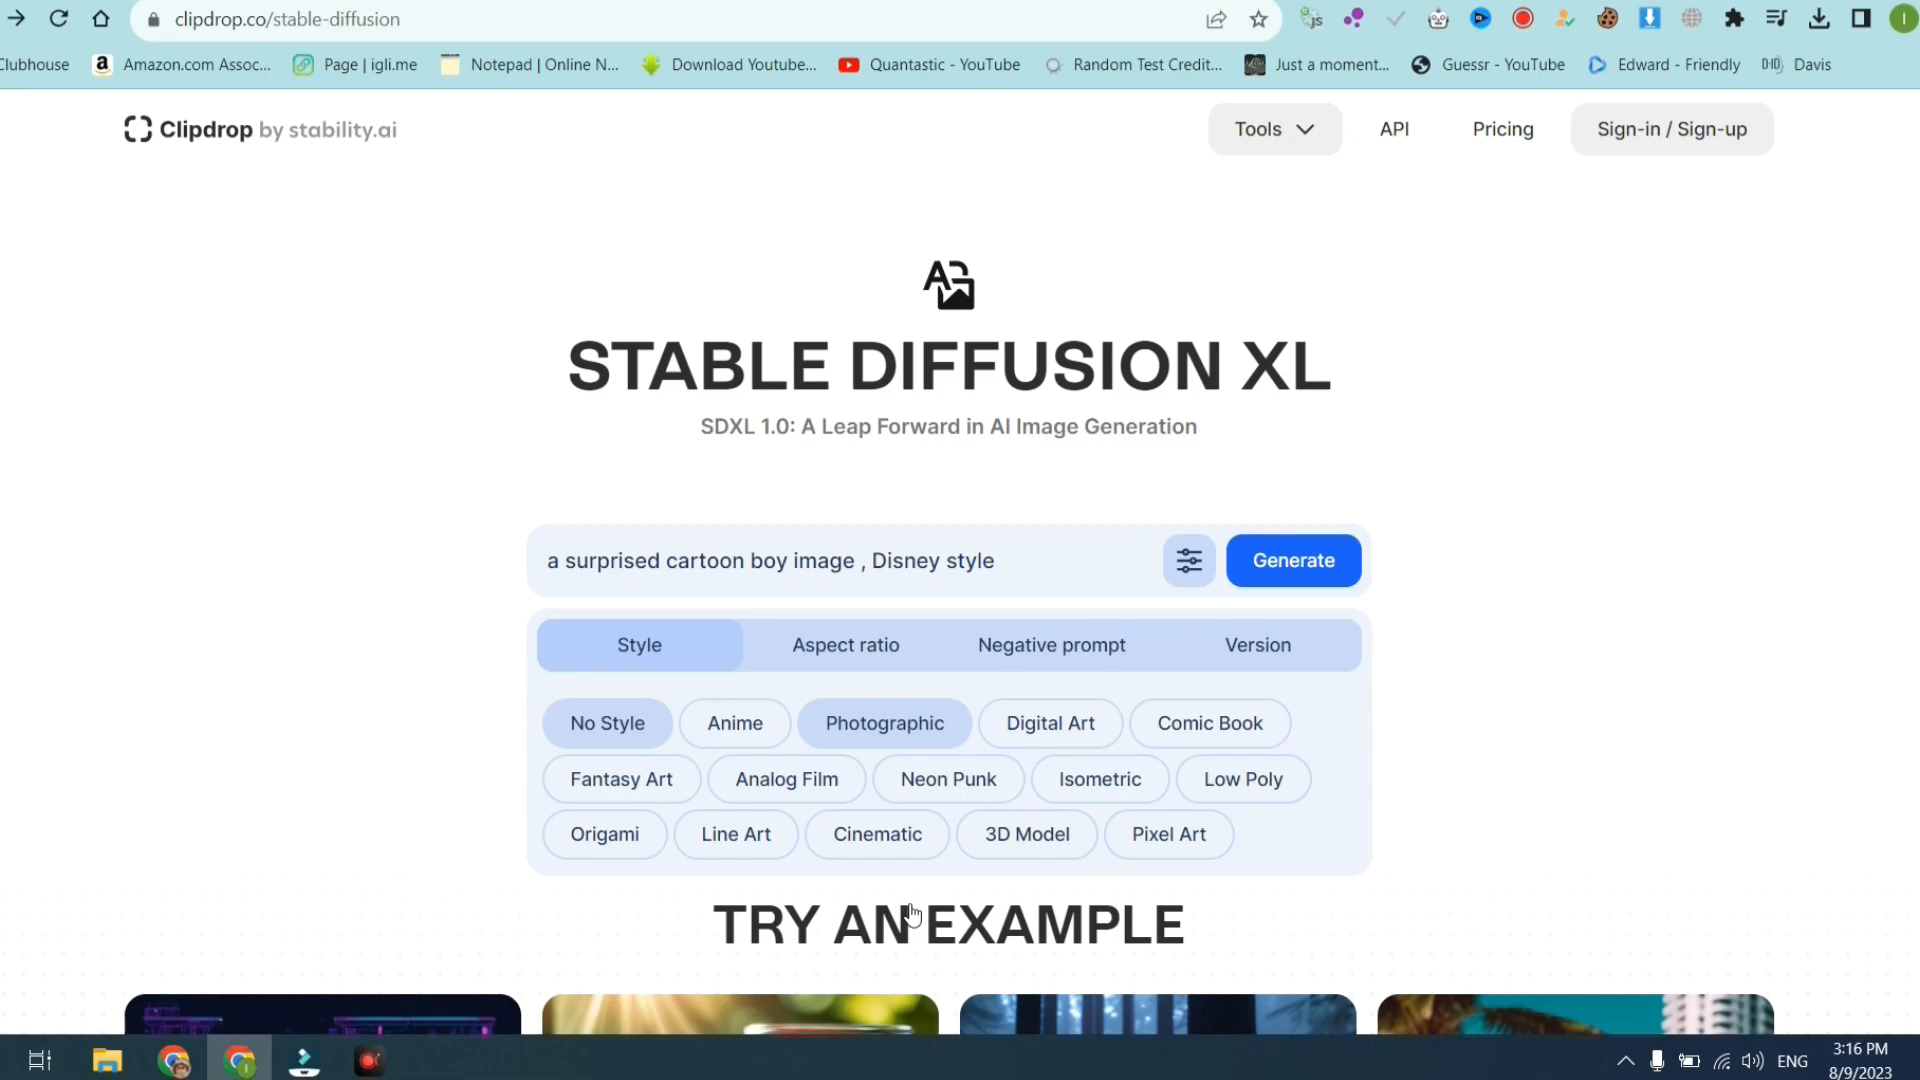 clipdrop.co/stable-diffusion
Clubhouse
Amazon.com Assoc...
Page | igli.me
Notepad | Online N...
Download Youtube...
Quantastic - YouTube
Random Test Credit...
Just a moment...
Guessr - YouTube
Edward - Friendly
D-ID
Davis
Clipdrop by stability.ai
Tools
API
Pricing
Sign-in / Sign-up
STABLE DIFFUSION XL
SDXL 1.0: A Leap Forward in AI Image Generation
a surprised cartoon boy image , Disney style
Generate
Style
Aspect ratio
Negative prompt
Version
No Style
Anime
Photographic
Digital Art
Comic Book
Fantasy Art
Analog Film
Neon Punk
Isometric
Low Poly
Origami
Line Art
Cinematic
3D Model
Pixel Art
TRY AN EXAMPLE
ENG
3:16 PM
8/9/2023